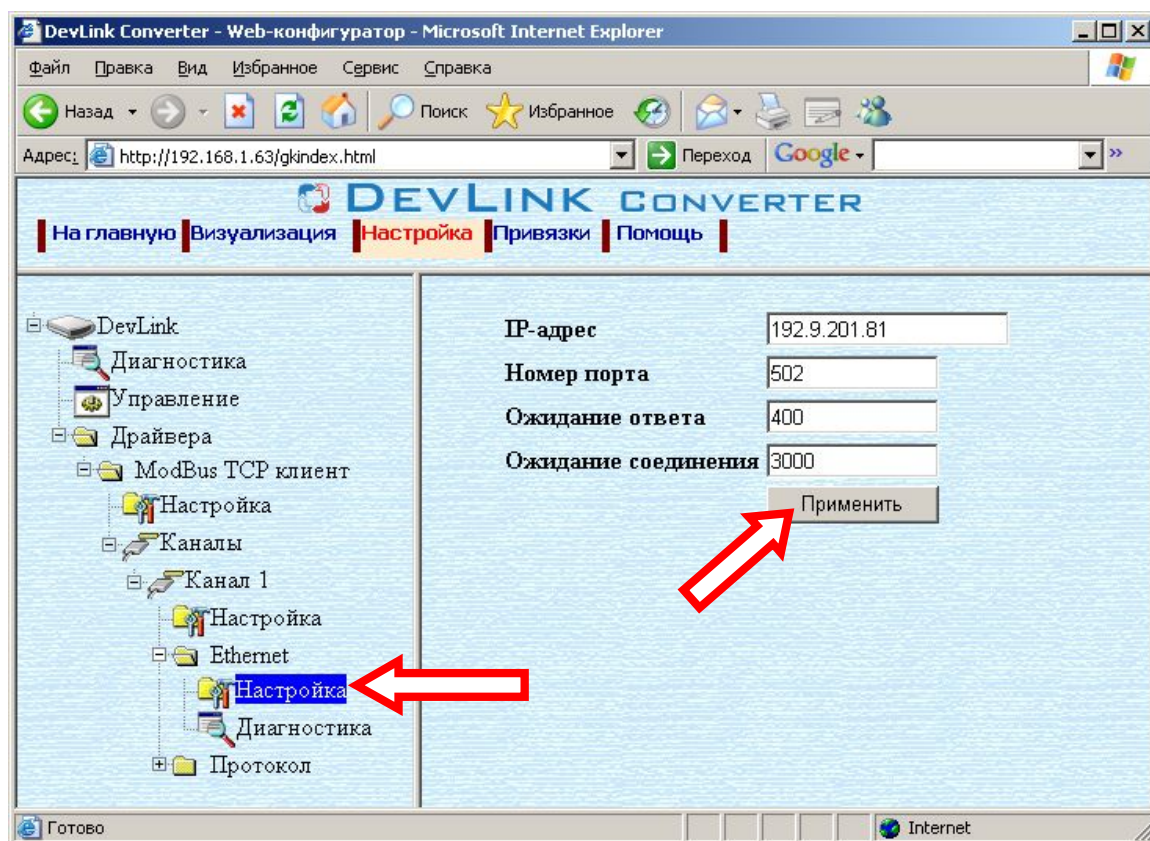 DevLink Converter - Web-конфигуратор - Microsoft Internet Explorer
Файл Правка Вид Избранное Сервис Справка
Назад Поиск Избранное
Адрес: http://192.168.1.63/gkindex.html Переход Google
DEVLINK CONVERTER
На главную Визуализация Настройка Привязки Помощь
DevLink
Диагностика
Управление
Драйвера
ModBus TCP клиент
Настройка
Каналы
Канал 1
Настройка
Ethernet
Настройка
Диагностика
Протокол
IP-адрес 192.9.201.81
Номер порта 502
Ожидание ответа 400
Ожидание соединения 3000
Применить
Готово Internet